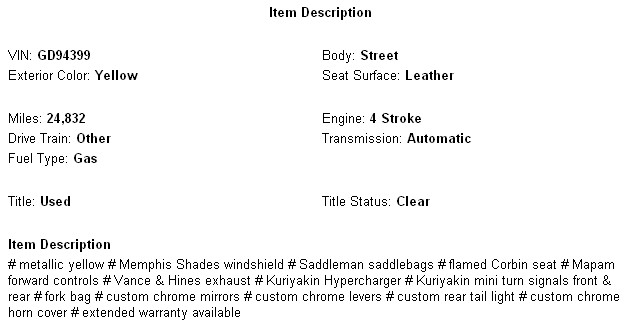 Item Description
VIN: GD94399 Body: Street
Exterior Color: Yellow Seat Surface: Leather
Miles: 24,832 Engine: 4 Stroke
Drive Train: Other Transmission: Automatic
Fuel Type: Gas
Title: Used Title Status: Clear
Item Description
# metallic yellow # Memphis Shades windshield # Saddleman saddlebags # flamed Corbin seat # Mapam
forward controls # Vance & Hines exhaust # Kuriyakin Hypercharger # Kuriyakin mini turn signals front &
rear # fork bag # custom chrome mirrors # custom chrome levers # custom rear tail light # custom chrome
horn cover # extended warranty available